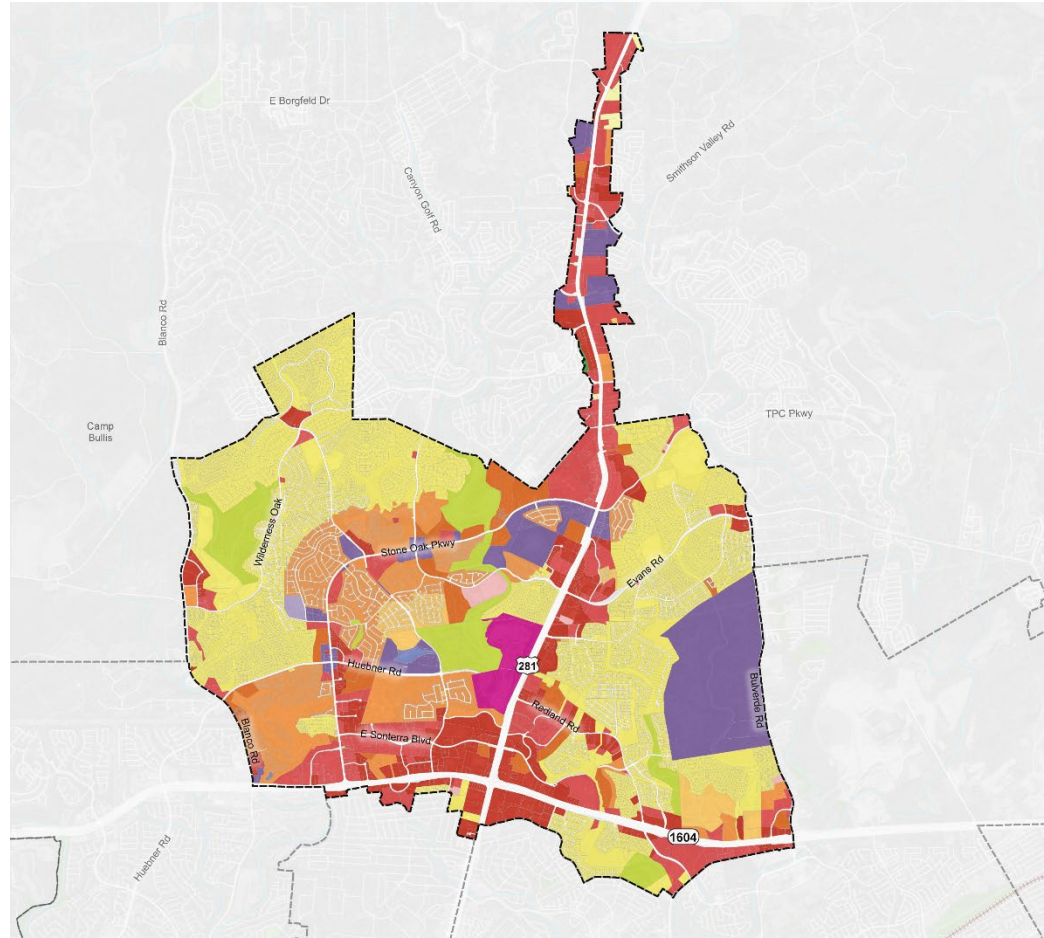 E Borgfeld Dr
Smithson Valley Rd
Canyon Golf Rd
Blanco Rd
TPC Pkwy
Camp
Bullis
Wilderness Oak
Stone Oak Pkwy
Evans Rd
Huebner Rd
281
Bulverde Rd
Redland Rd
Blanco Rd
E Sonterra Blvd
1604
Huebner Rd